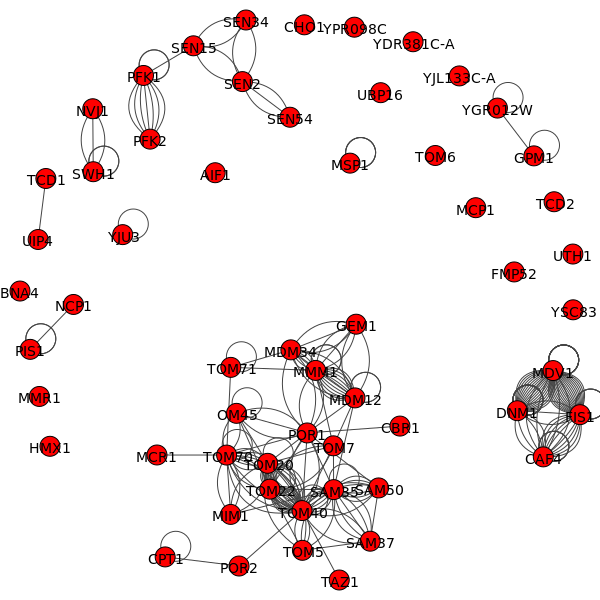 SEN34
CHO1
YPR098C
YDR381C-A
SEN15
PFK1
SEN2
YJL133C-A
UBP16
YGR012W
NVJ1
SEN54
PFK2
GPM1
TOM6
MSP1
SWH1
AIF1
TCD1
TCD2
MCP1
YJU3
UIP4
UTH1
FMP52
BNA4
NCP1
YSC83
GEM1
PIS1
MDM34
TOM71
MMM1
MDV1
MMR1
MDM12
OM45
DNM1
FIS1
CBR1
POR1
HMX1
TOM7
MCR1
TOM70
TOM20
CAF4
TOM22
SAM35
SAM50
MIM1
TOM40
SAM37
TOM5
CPT1
POR2
TAZ1